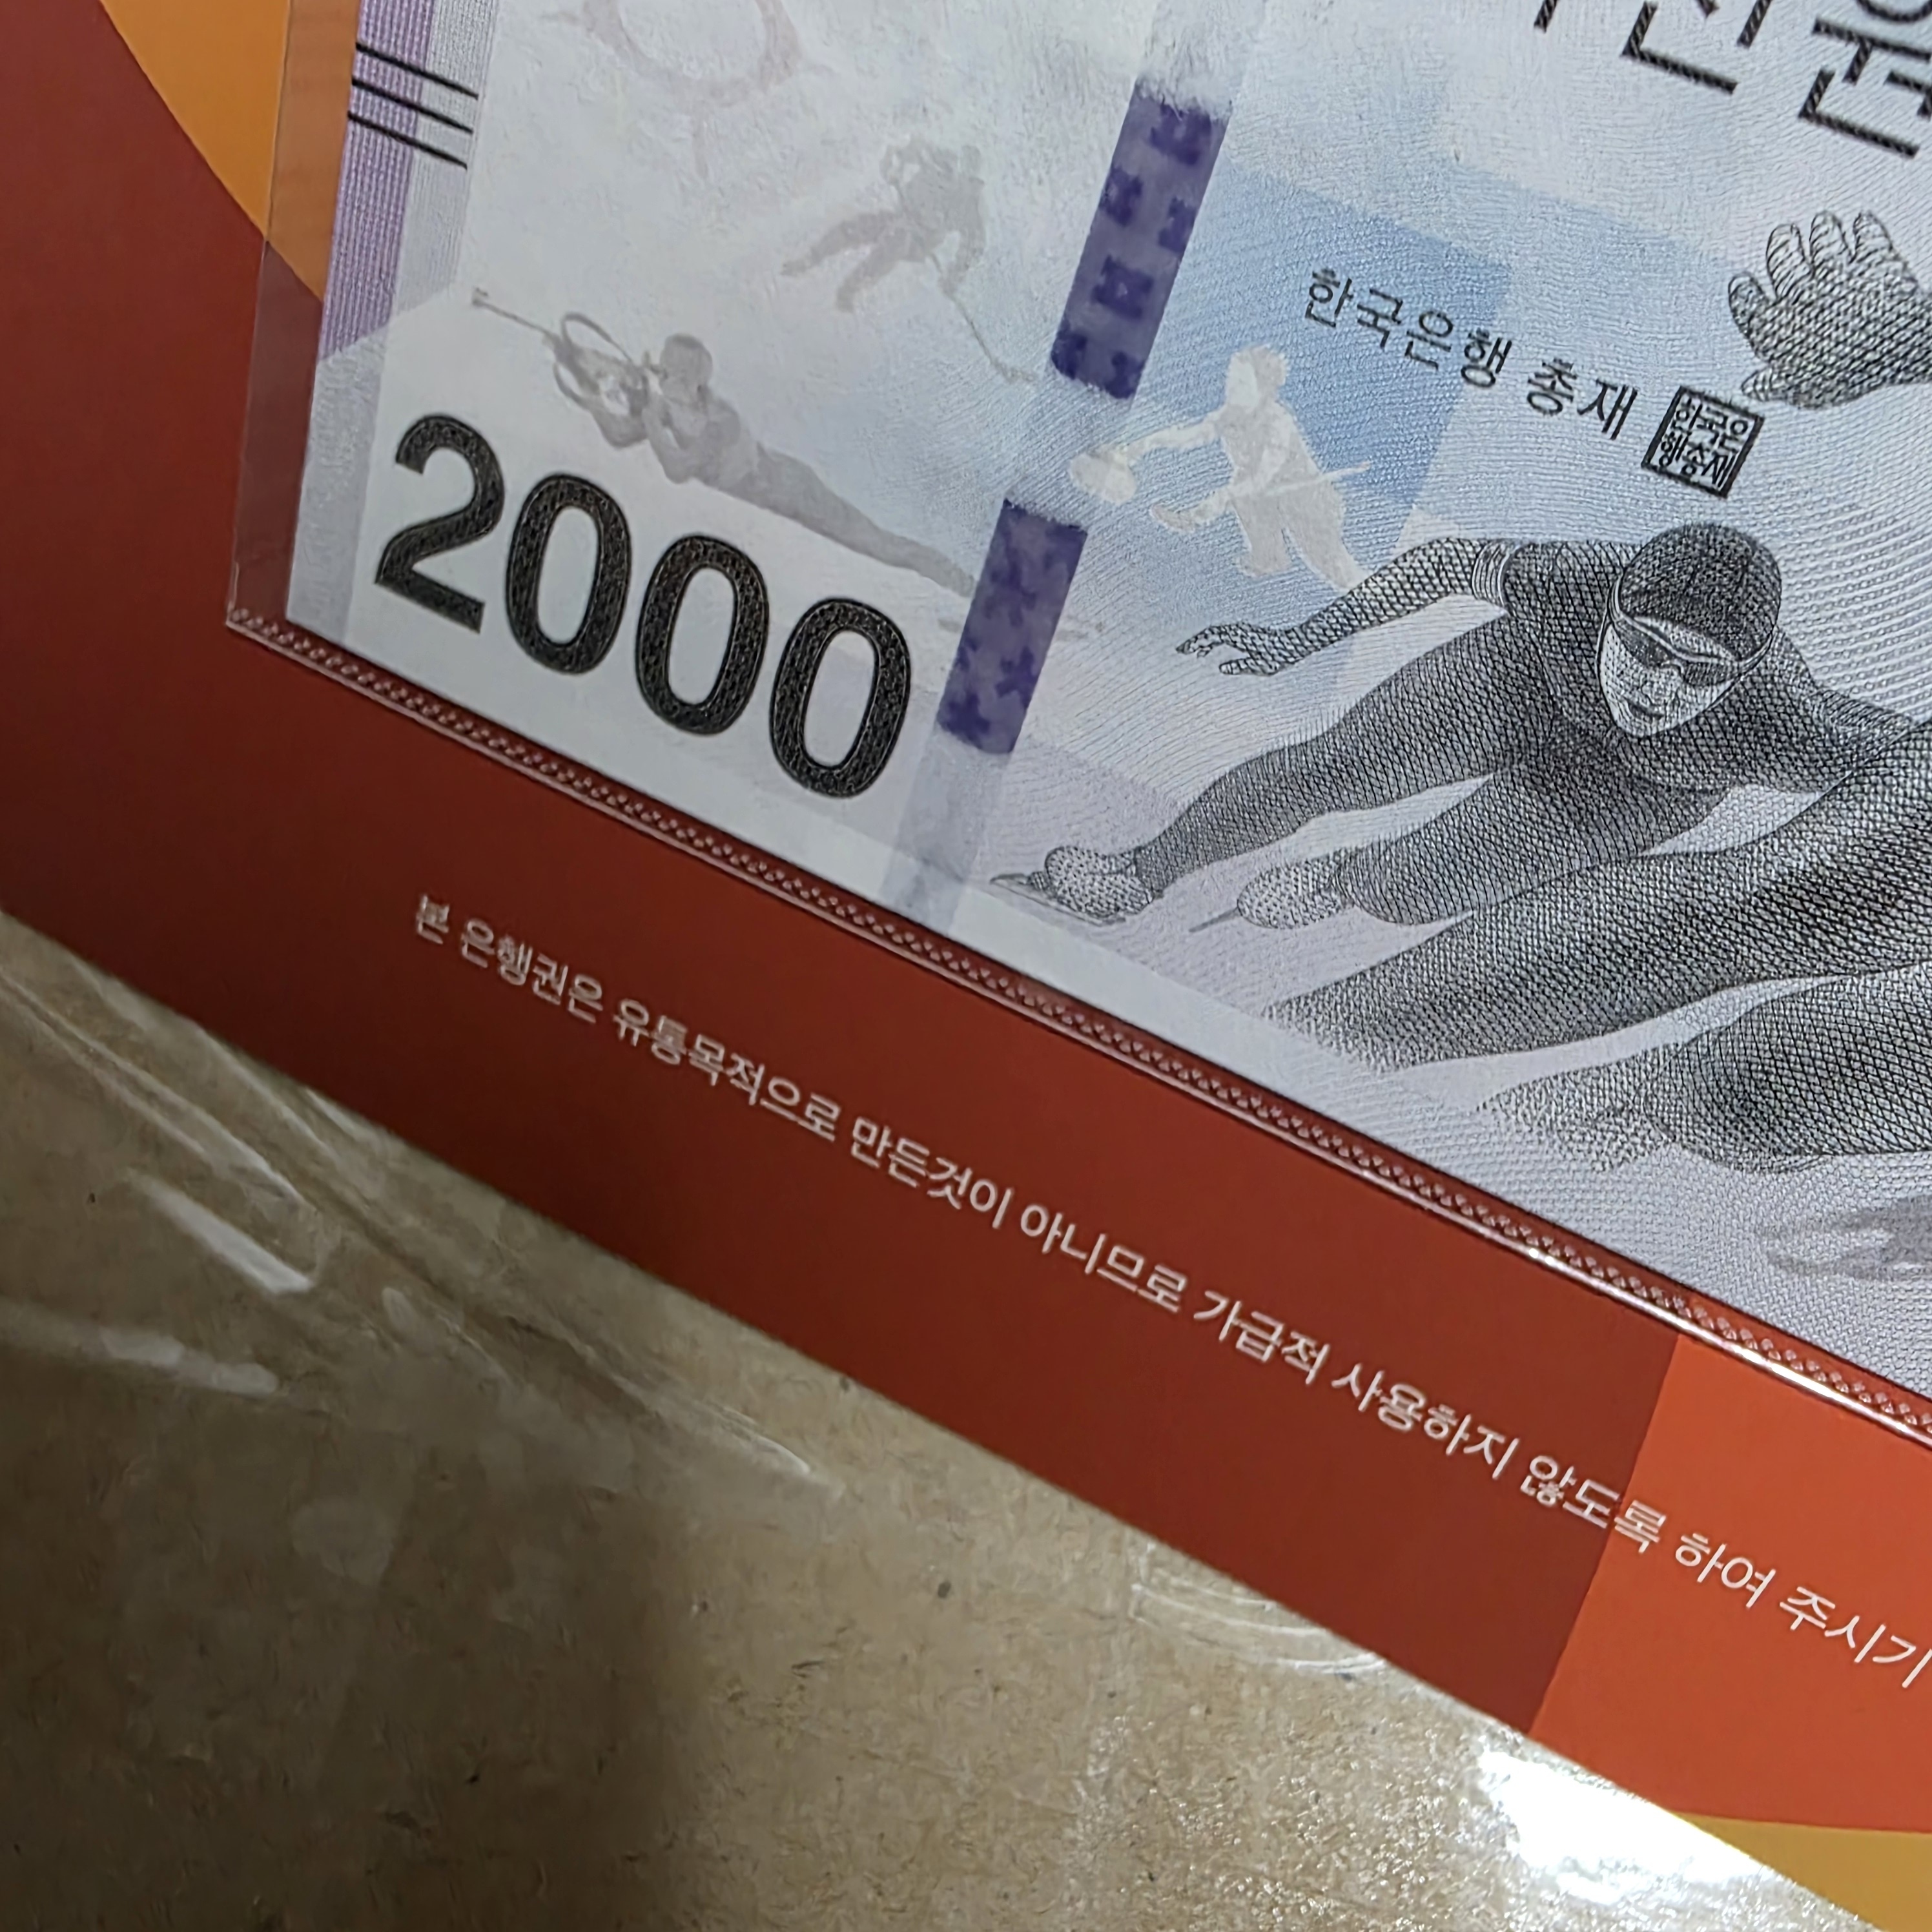 한국은행 총재
한국은
행총재
2000
본 은행권은 유통목적으로 만든것이 아니므로 가급적 사용하지 않도록 하여 주시기